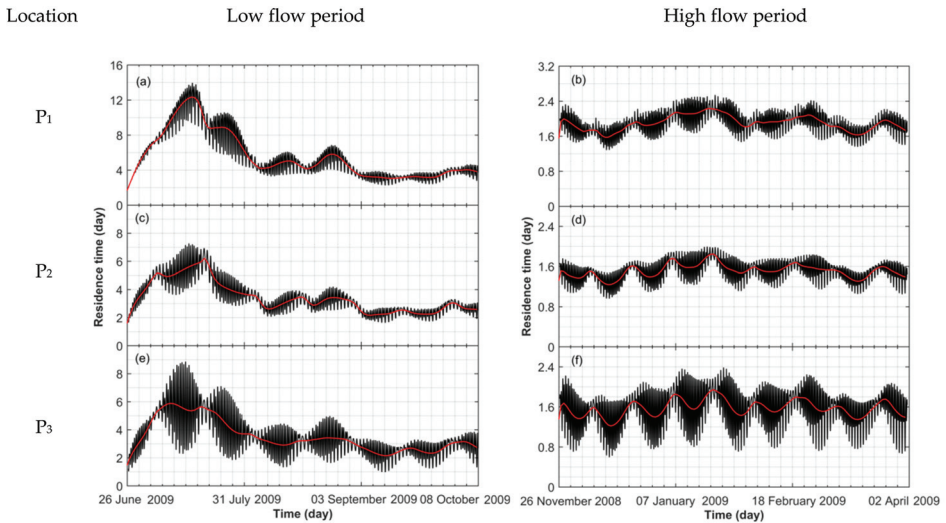 Location Low flow period High flow period
P1
P2
P3
Residence time (day)
(a)
16
12
8
4
0
(b)
3.2
2.4
1.6
0.8
0
(c)
8
6
4
2
0
(d)
2.4
1.6
0.8
0
(e)
8
6
4
2
0
(f)
2.4
1.6
0.8
0
Residence time (day)
26 June 2009 31 July 2009 03 September 2009 08 October 2009
Time (day)
26 November 2008 07 January 2009 18 February 2009 02 April 2009
Time (day)